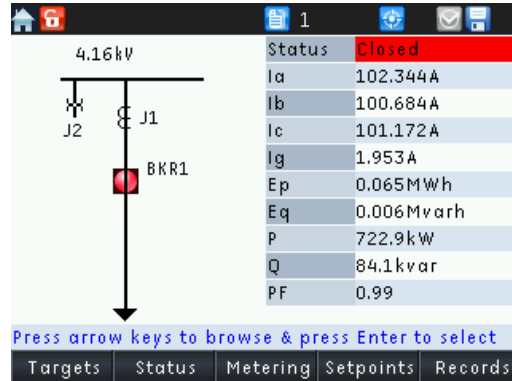 6 1
4.16kV
J2
J1
BKR1
Status Closed
Ia 102.344A
Ib 100.684A
Ic 101.172A
Ig 1.953A
Ep 0.065MWh
Eq 0.006Mvarh
P 722.9kW
Q 84.1kvar
PF 0.99
Press arrow keys to browse & press Enter to select
Targets Status Metering Setpoints Records